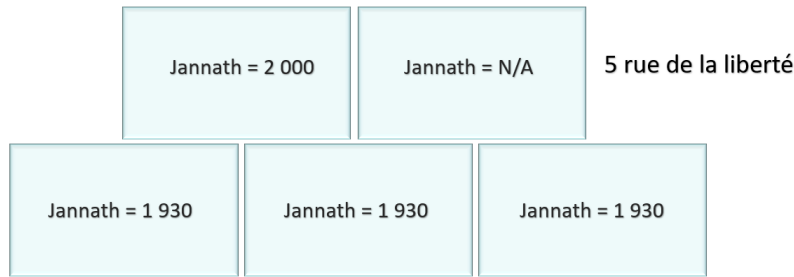 Jannath = 2 000
Jannath = N/A
5 rue de la liberté
Jannath = 1 930
Jannath = 1 930
Jannath = 1 930